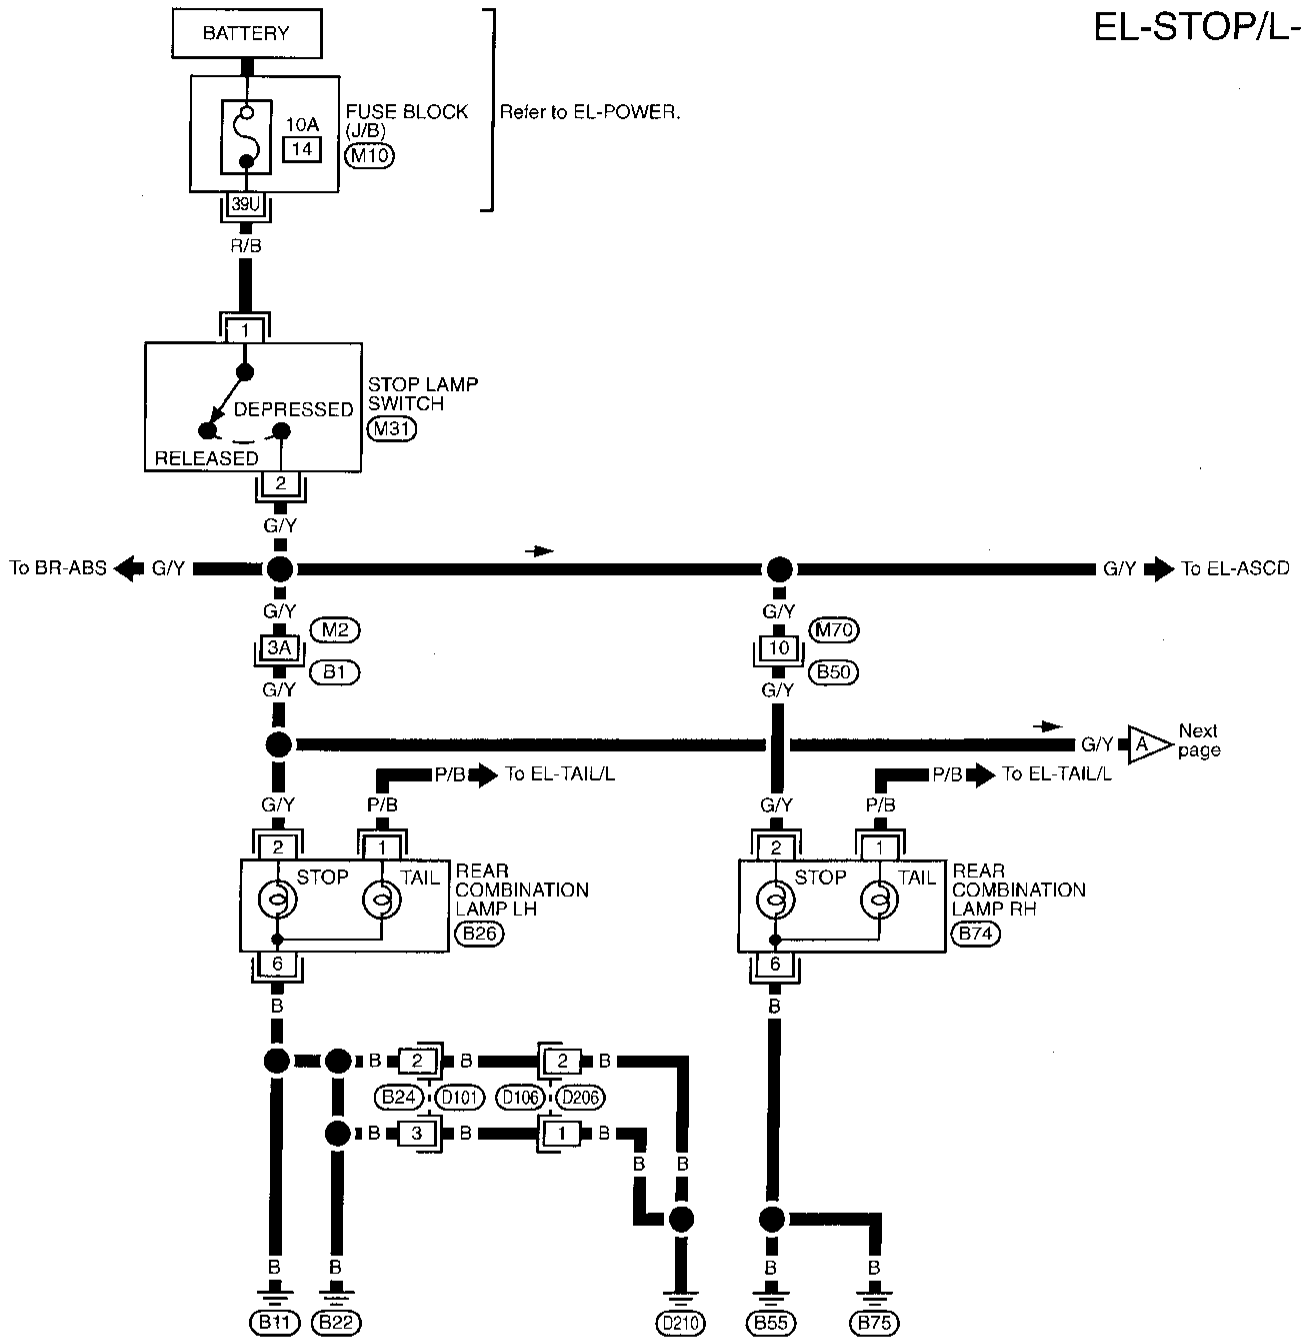 EL-STOP/L-
BATTERY
10A
14
FUSE BLOCK
(J/B)
M10
Refer to EL-POWER.
39U
R/B
1
STOP LAMP
SWITCH
M31
DEPRESSED
RELEASED
2
G/Y
To BR-ABS
G/Y
G/Y
To EL-ASCD
G/Y
M2
3A
B1
G/Y
G/Y
M70
10
B50
G/Y
G/Y
A
Next
page
P/B
To EL-TAIL/L
P/B
To EL-TAIL/L
G/Y
P/B
G/Y
P/B
2
1
STOP
TAIL
REAR
COMBINATION
LAMP LH
B26
2
1
STOP
TAIL
REAR
COMBINATION
LAMP RH
B74
6
6
B
B
B
2
B
2
B
B24
D101
D106
D206
B
3
B
1
B
B
B
B
B
B
B
B11
B22
D210
B55
B75